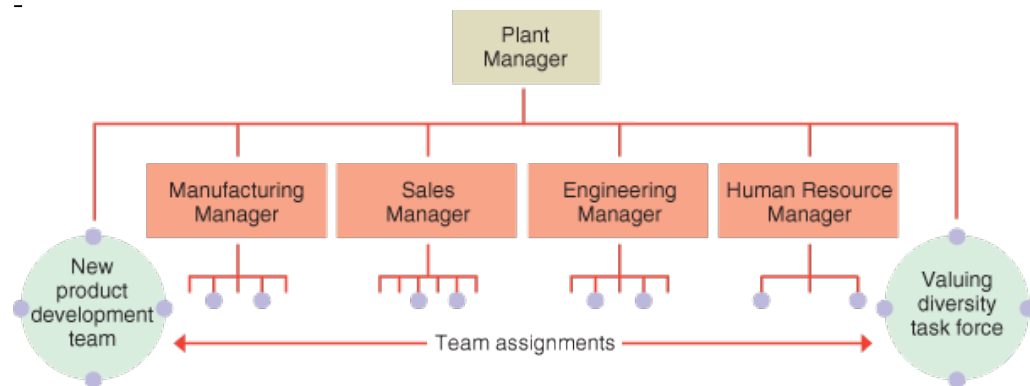 Plant
Manager
Manufacturing
Manager
Sales
Manager
Engineering
Manager
Human Resource
Manager
New
product
development
team
Valuing
diversity
task force
Team assignments